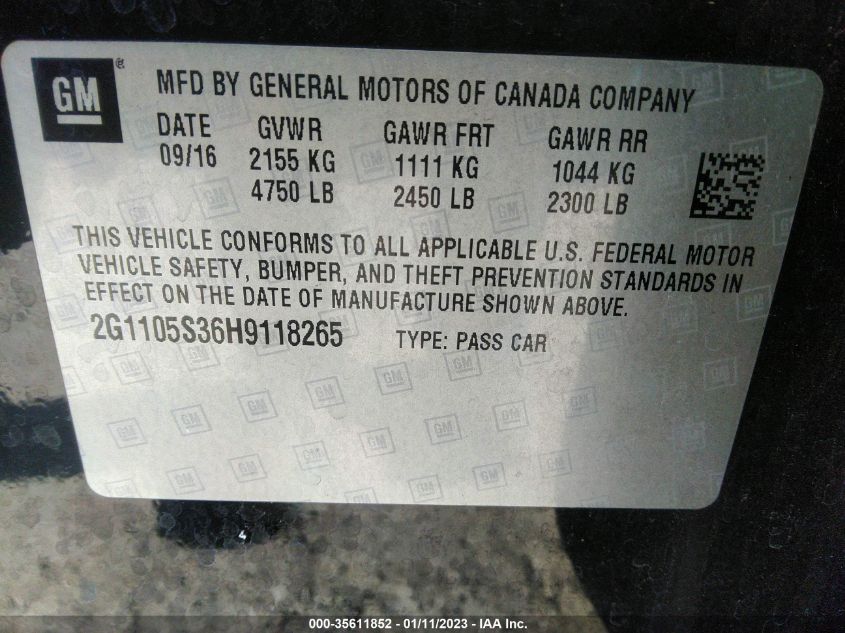 GM
MFD BY GENERAL MOTORS OF CANADA COMPANY
DATE GVWR GAWR FRT GAWR RR
09/16 2155 KG 1111 KG 1044 KG
4750 LB 2450 LB 2300 LB
THIS VEHICLE CONFORMS TO ALL APPLICABLE U.S. FEDERAL MOTOR
VEHICLE SAFETY, BUMPER, AND THEFT PREVENTION STANDARDS IN
EFFECT ON THE DATE OF MANUFACTURE SHOWN ABOVE.
2G1105S36H9118265 TYPE: PASS CAR
000-35611852 - 01/11/2023 - IAA Inc.